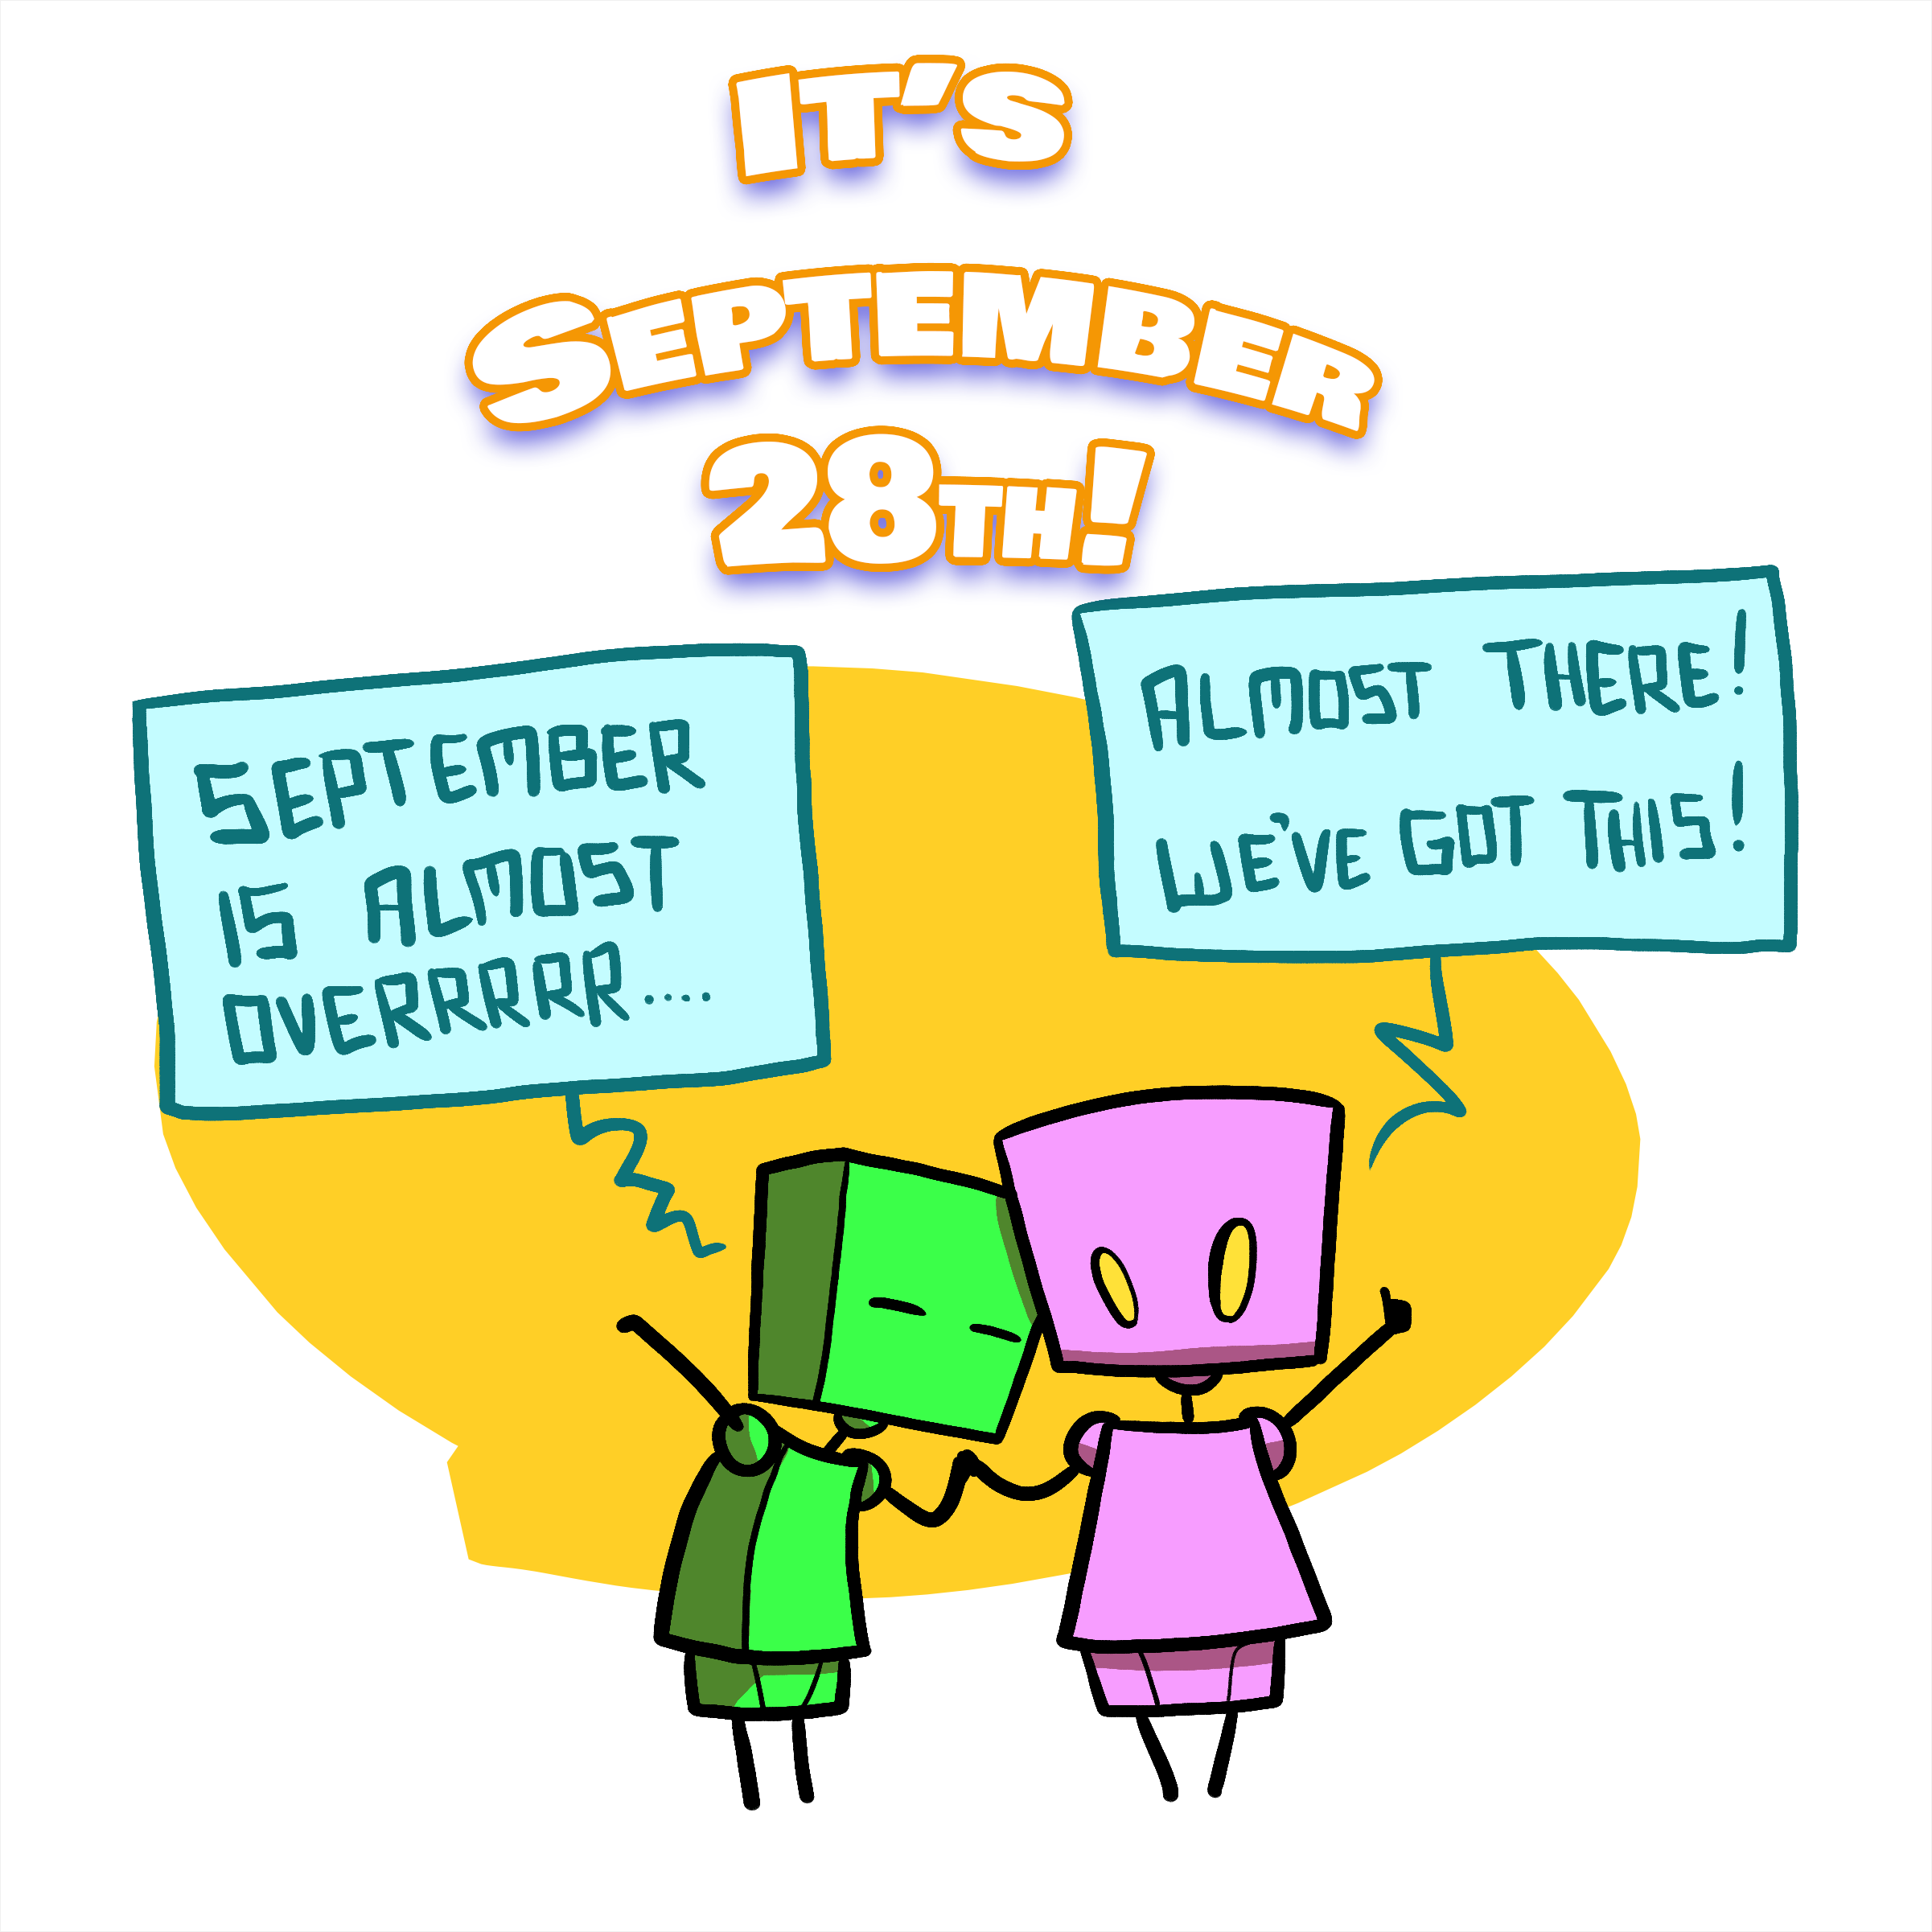 IT'S
SEPTEMBER
28TH!
SEPTEMBER
IS ALMOST
OVERRRRR....
ALMOST THERE!
WE'VE GOT THIS!